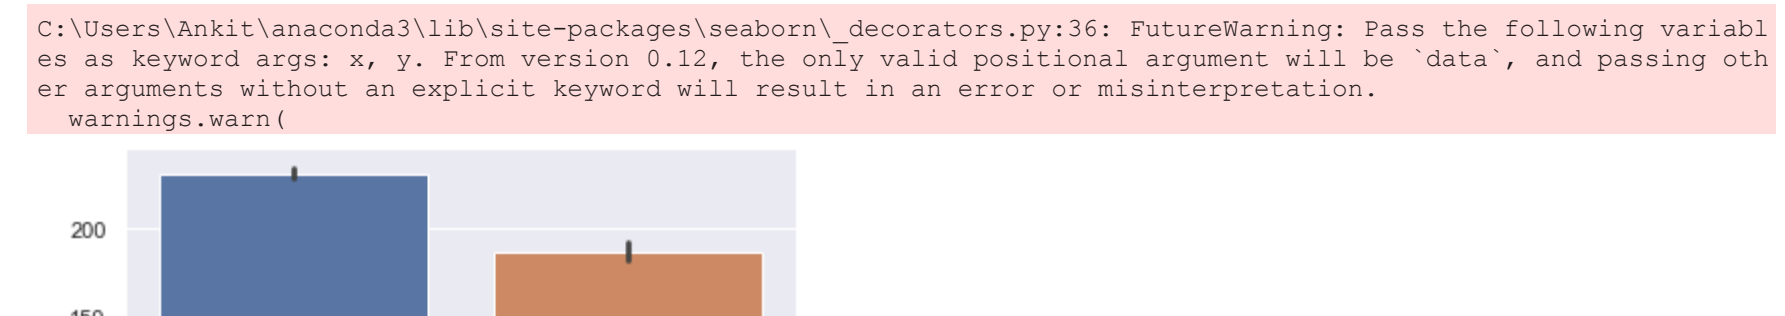 C:\Users\Ankit\anaconda3\lib\site-packages\seaborn\_decorators.py:36: FutureWarning: Pass the following variabl
es as keyword args: x, y. From version 0.12, the only valid positional argument will be `data`, and passing oth
er arguments without an explicit keyword will result in an error or misinterpretation.
  warnings.warn(
200
150